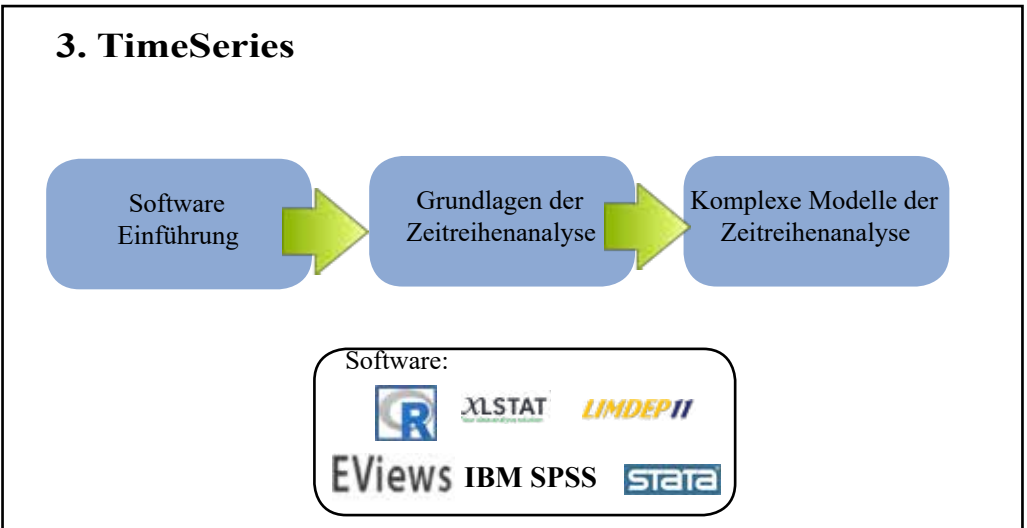 3. TimeSeries
Software
Einführung
Grundlagen der
Zeitreihenanalyse
Komplexe Modelle der
Zeitreihenanalyse
Software:
R
XLSTAT
LIMDEP11
EViews
IBM SPSS
STATA